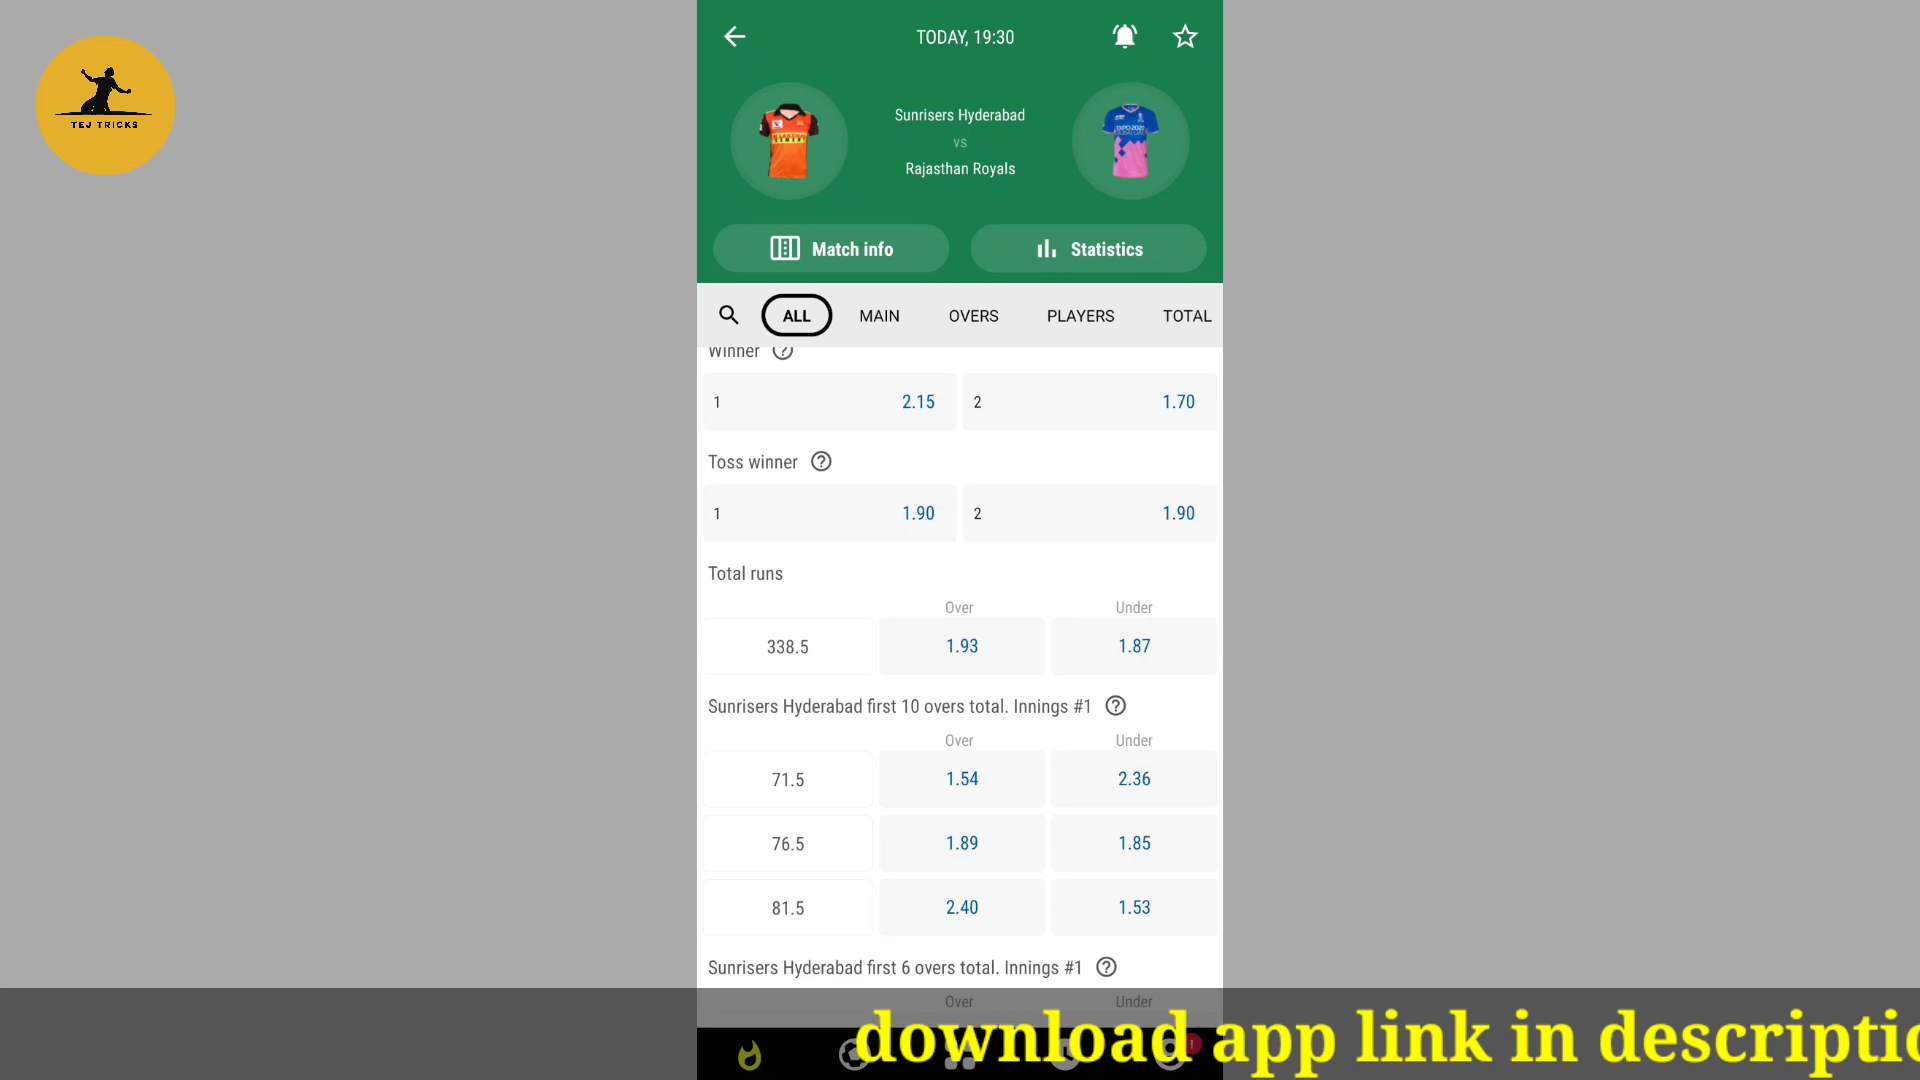 TEJ TRICKS
TODAY, 19:30
Sunrisers Hyderabad
VS
Rajasthan Royals
EXPO 2020
Match info
Statistics
ALL MAIN OVERS PLAYERS TOTAL
Winner ?
1 2.15 2 1.70
Toss winner ?
1 1.90 2 1.90
Total runs
Over Under
338.5 1.93 1.87
Sunrisers Hyderabad first 10 overs total. Innings #1 ?
Over Under
71.5 1.54 2.36
76.5 1.89 1.85
81.5 2.40 1.53
Sunrisers Hyderabad first 6 overs total. Innings #1 ?
Over Under
download app link in descriptio